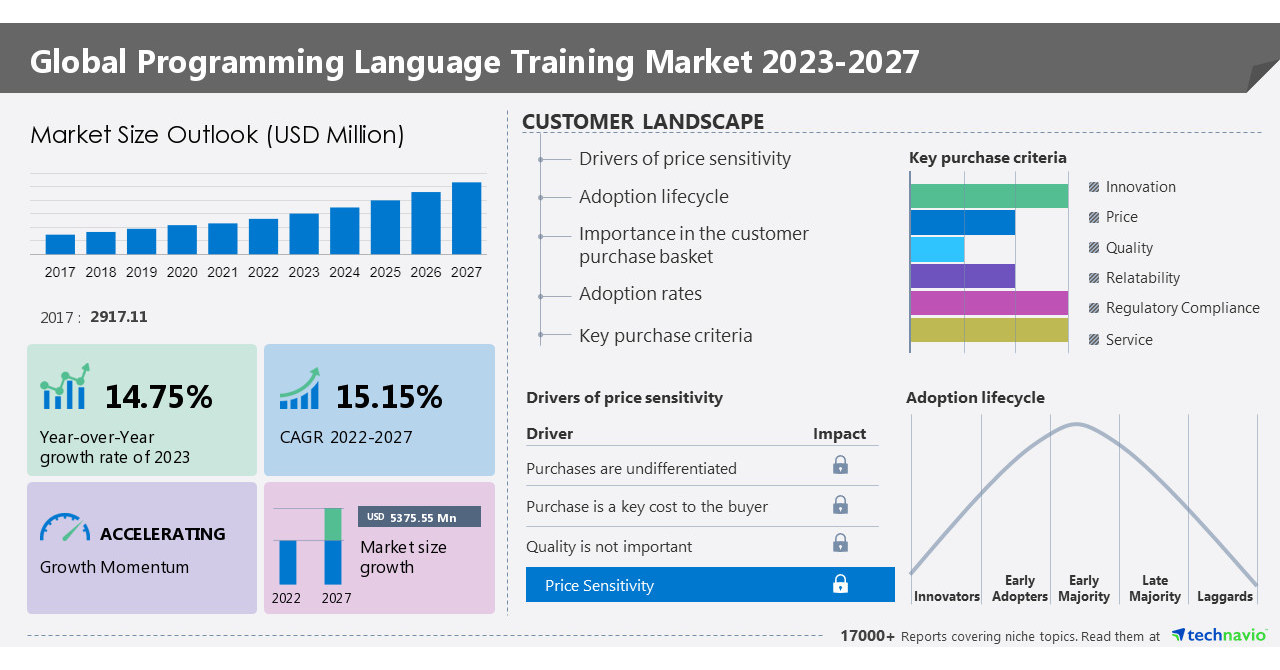 Global Programming Language Training Market 2023-2027
Market Size Outlook (USD Million)
2017 2018 2019 2020 2021 2022 2023 2024 2025 2026 2027
2017 : 2917.11
14.75%
Year-over-Year
growth rate of 2023
15.15%
CAGR 2022-2027
ACCELERATING
Growth Momentum
USD 5375.55 Mn
Market size
growth
2022 2027
CUSTOMER LANDSCAPE
Drivers of price sensitivity
Adoption lifecycle
Importance in the customer
purchase basket
Adoption rates
Key purchase criteria
Key purchase criteria
Innovation
Price
Quality
Relatability
Regulatory Compliance
Service
Drivers of price sensitivity
Driver Impact
Purchases are undifferentiated
Purchase is a key cost to the buyer
Quality is not important
Price Sensitivity
Adoption lifecycle
Innovators
Early
Adopters
Early
Majority
Late
Majority
Laggards
17000+ Reports covering niche topics. Read them at technavio